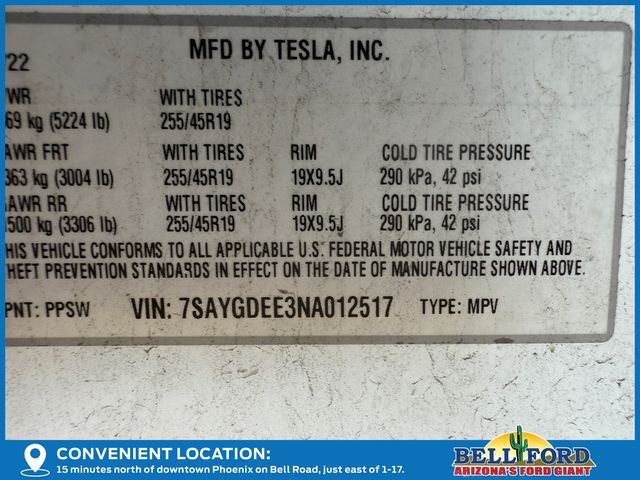 /22 MFD BY TESLA, INC.
WR WITH TIRES
69 kg (5224 lb) 255/45R19
AWR FRT WITH TIRES RIM COLD TIRE PRESSURE
363 kg (3004 lb) 255/45R19 19X9.5J 290 kPa, 42 psi
AWR RR WITH TIRES RIM COLD TIRE PRESSURE
500 kg (3306 lb) 255/45R19 19X9.5J 290 kPa, 42 psi
HIS VEHICLE CONFORMS TO ALL APPLICABLE U.S. FEDERAL MOTOR VEHICLE SAFETY AND
HEFT PREVENTION STANDARDS IN EFFECT ON THE DATE OF MANUFACTURE SHOWN ABOVE.
PNT: PPSW VIN: 7SAYGDEE3NA012517 TYPE: MPV
CONVENIENT LOCATION:
15 minutes north of downtown Phoenix on Bell Road, just east of 1-17.
BELL FORD
ARIZONA'S FORD GIANT